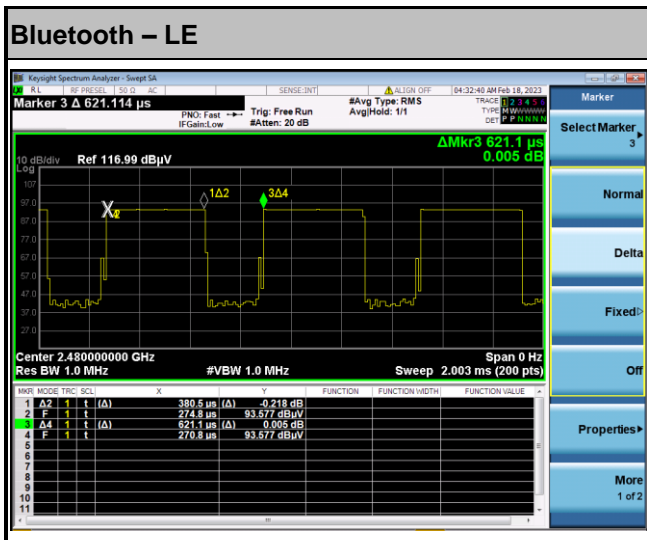 Bluetooth – LE
Keysight Spectrum Analyzer - Swept SA
RL RF PRESEL 50 Ω AC SENSE:INT ALIGN OFF 04:32:40 AM Feb 18, 2023
Marker 3 Δ 621.114 µs
PNO: Fast Trig: Free Run #Avg Type: RMS TRACE 1 2 3 4 5 6
IFGain:Low #Atten: 20 dB Avg|Hold: 1/1 TYPE MWWWWW
DET P P N N N N
ΔMkr3 621.1 µs
0.005 dB
10 dB/div Ref 116.99 dBµV
Log
107
97.0
87.0
77.0
67.0
57.0
47.0
37.0
27.0
1Δ2
3Δ4
Center 2.480000000 GHz Span 0 Hz
Res BW 1.0 MHz #VBW 1.0 MHz Sweep 2.003 ms (200 pts)
MKR MODE TRC SCL X Y FUNCTION FUNCTION WIDTH FUNCTION VALUE
1 Δ2 1 t (Δ) 380.5 µs (Δ) -0.218 dB
2 F 1 t 274.8 µs 93.577 dBuV
3 Δ4 1 t (Δ) 621.1 µs (Δ) 0.005 dB
4 F 1 t 270.8 µs 93.577 dBuV
5
6
7
8
9
10
11
Marker
Select Marker
3
Normal
Delta
Fixed
Off
Properties
More
1 of 2